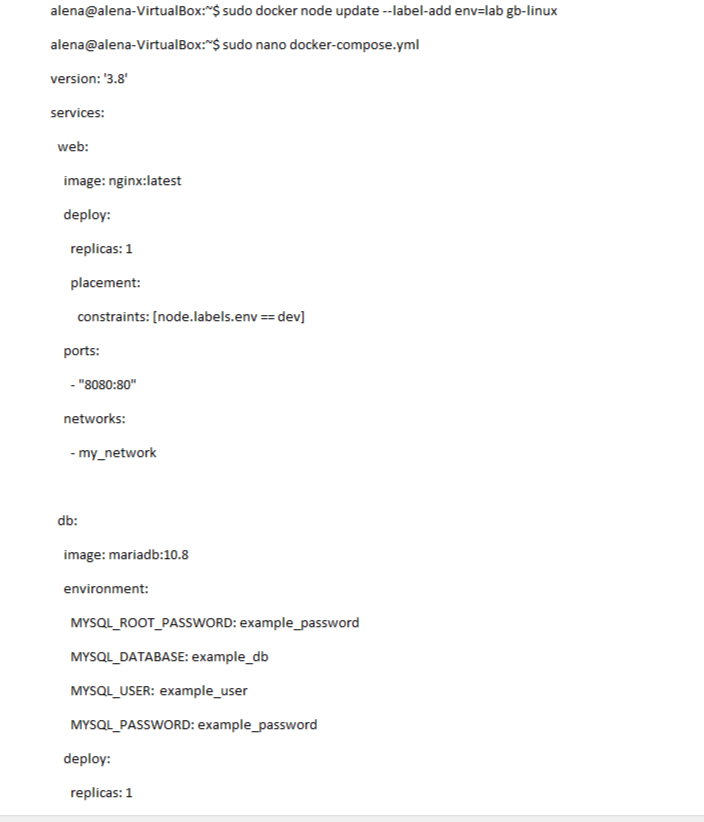 alena@alena-VirtualBox:~$ sudo docker node update --label-add env=lab gb-linux
alena@alena-VirtualBox:~$ sudo nano docker-compose.yml
version: '3.8'
services:
  web:
    image: nginx:latest
    deploy:
      replicas: 1
      placement:
        constraints: [node.labels.env == dev]
    ports:
      - "8080:80"
    networks:
      - my_network

  db:
    image: mariadb:10.8
    environment:
      MYSQL_ROOT_PASSWORD: example_password
      MYSQL_DATABASE: example_db
      MYSQL_USER: example_user
      MYSQL_PASSWORD: example_password
    deploy:
      replicas: 1